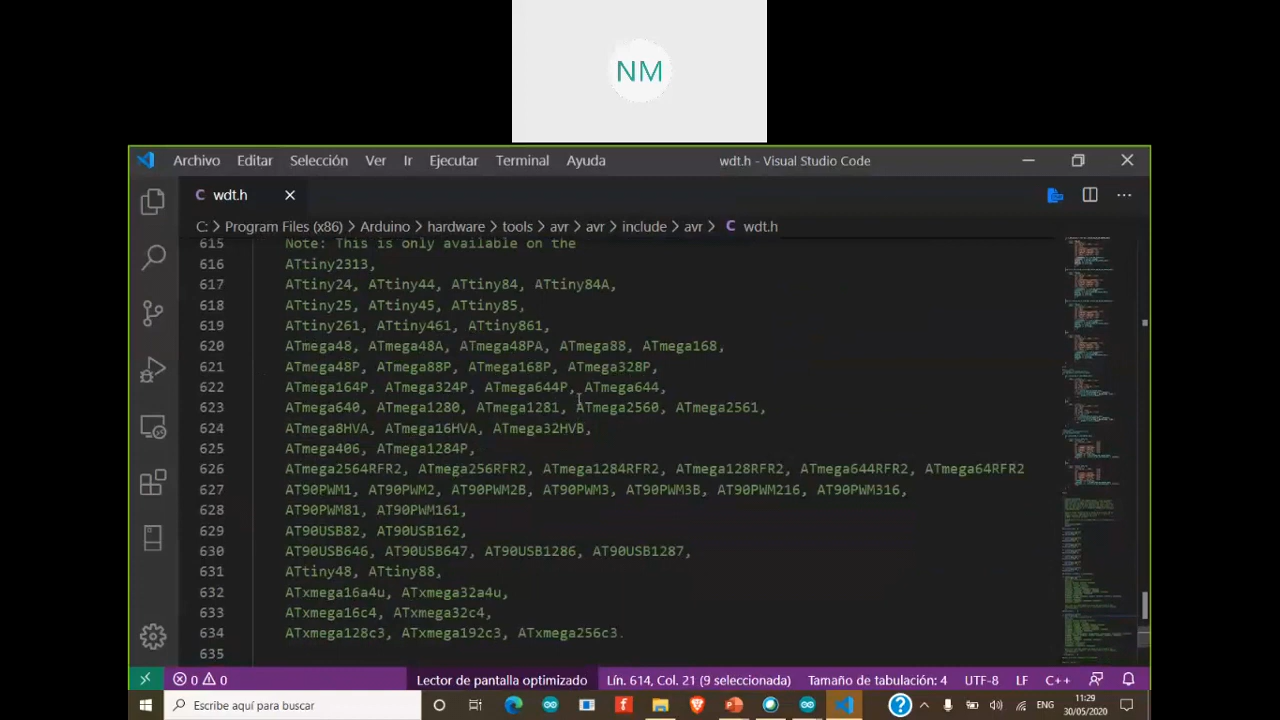 NM
Archivo Editar Selección Ver Ir Ejecutar Terminal Ayuda wdt.h - Visual Studio Code
C wdt.h
C: > Program Files (x86) > Arduino > hardware > tools > avr > avr > include > avr > C wdt.h
615 Note: This is only available on the
616 ATtiny2313,
617 ATtiny24, ATtiny44, ATtiny84, ATtiny84A,
618 ATtiny25, ATtiny45, ATtiny85,
619 ATtiny261, ATtiny461, ATtiny861,
620 ATmega48, ATmega48A, ATmega48PA, ATmega88, ATmega168,
621 ATmega48P, ATmega88P, ATmega168P, ATmega328P,
622 ATmega164P, ATmega324P, ATmega644P, ATmega644,
623 ATmega640, ATmega1280, ATmega1281, ATmega2560, ATmega2561,
624 ATmega8HVA, ATmega16HVA, ATmega32HVB,
625 ATmega406, ATmega1284P,
626 ATmega2564RFR2, ATmega256RFR2, ATmega1284RFR2, ATmega128RFR2, ATmega644RFR2, ATmega64RFR2
627 AT90PWM1, AT90PWM2, AT90PWM2B, AT90PWM3, AT90PWM3B, AT90PWM216, AT90PWM316,
628 AT90PWM81, AT90PWM161,
629 AT90USB82, AT90USB162,
630 AT90USB646, AT90USB647, AT90USB1286, AT90USB1287,
631 ATtiny48, ATtiny88,
632 ATxmega16a4u, ATxmega32a4u,
633 ATxmega16c4, ATxmega32c4,
634 ATxmega128c3, ATxmega192c3, ATxmega256c3.
635
0 0 Lector de pantalla optimizado Lín. 614, Col. 21 (9 seleccionada) Tamaño de tabulación: 4 UTF-8 LF C++
Escribe aquí para buscar ENG 11:29
30/05/2020